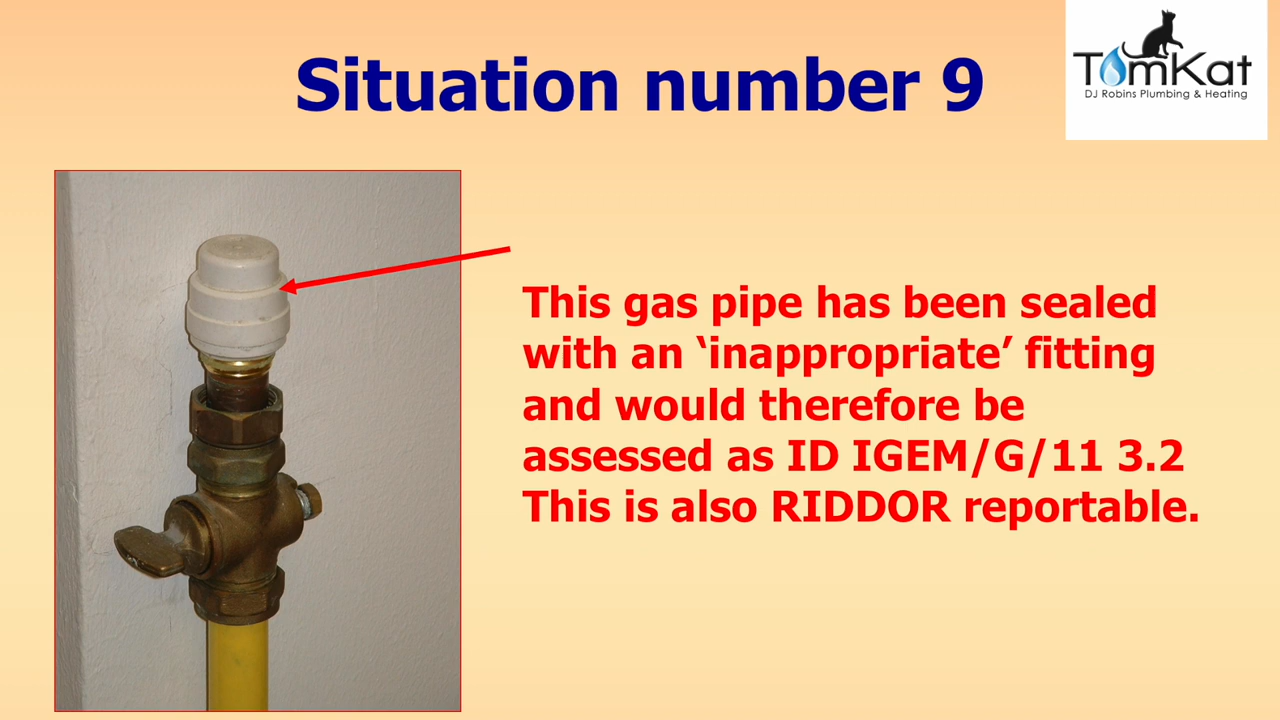 Situation number 9
TomKat
DJ Robins Plumbing & Heating
This gas pipe has been sealed
with an ‘inappropriate’ fitting
and would therefore be
assessed as ID IGEM/G/11 3.2
This is also RIDDOR reportable.